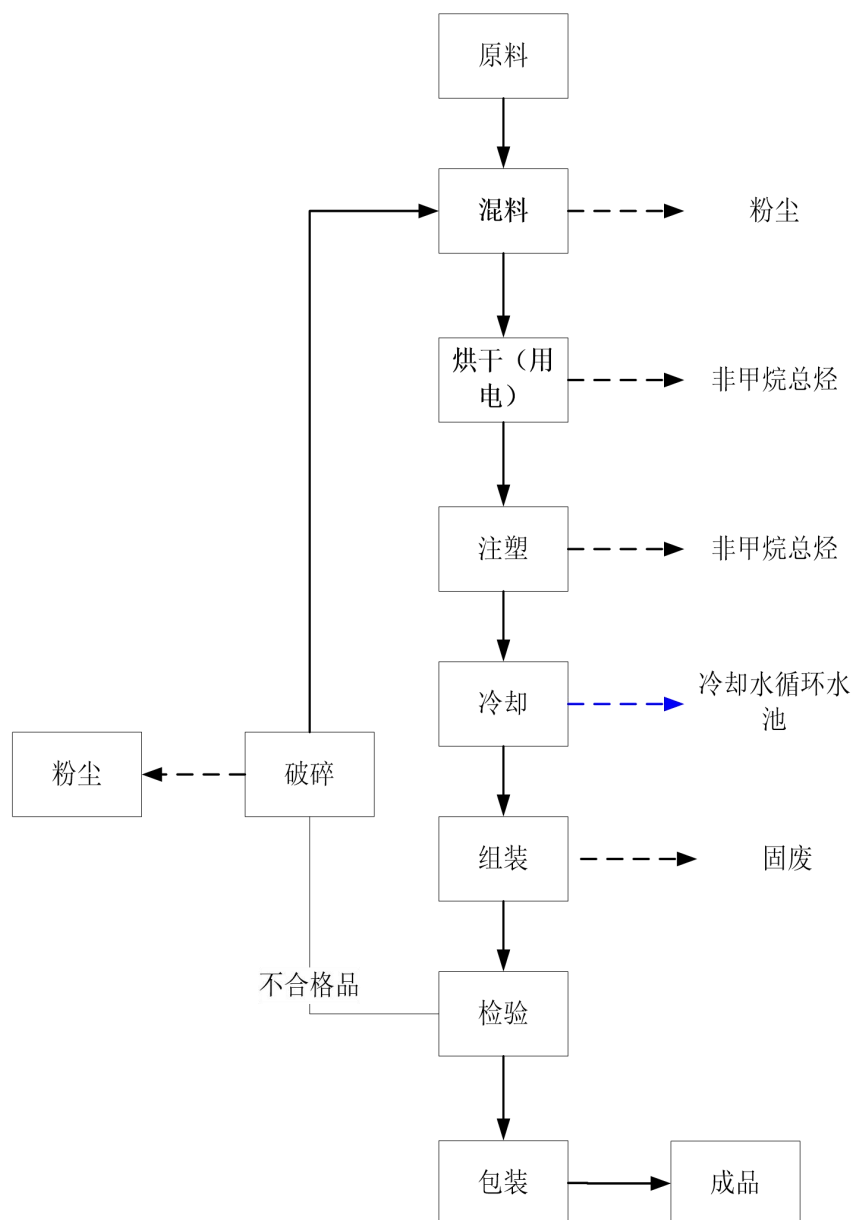 原料
混料
粉尘
烘干（用
电）
非甲烷总烃
注塑
非甲烷总烃
冷却
冷却水循环水
池
粉尘
破碎
组装
固废
不合格品
检验
包装
成品